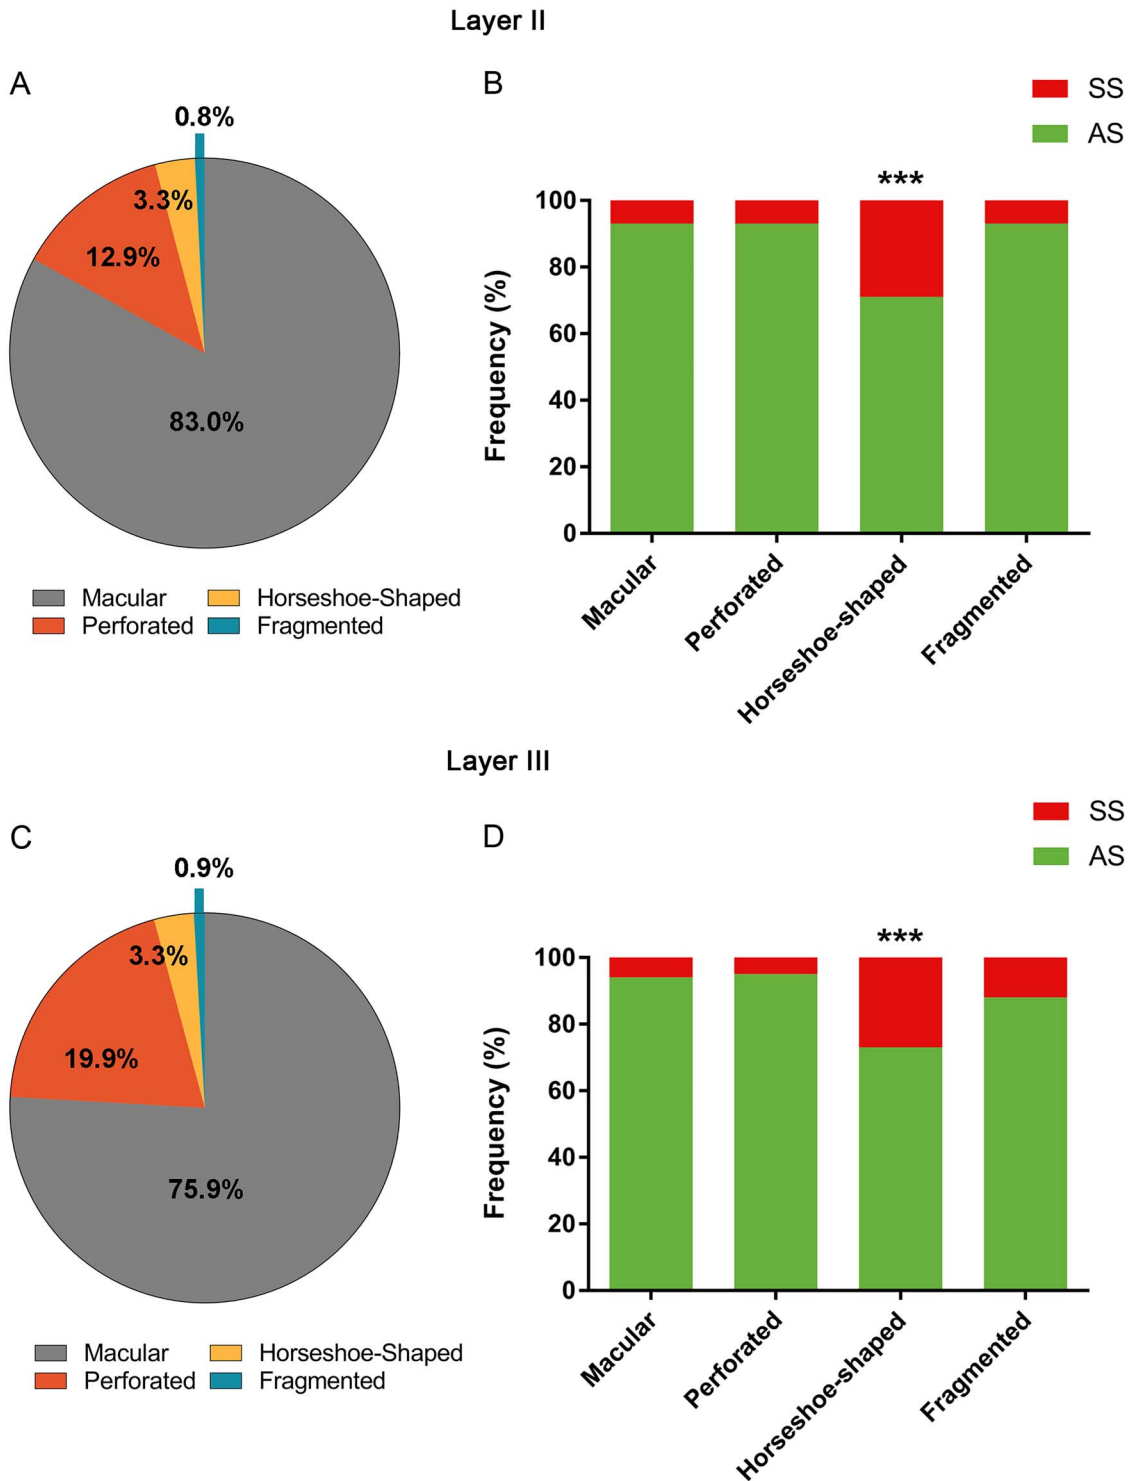 Layer II
A
0.8%
3.3%
12.9%
83.0%
Macular
Horseshoe-Shaped
Perforated
Fragmented
B
SS
AS
***
Frequency (%)
100
80
60
40
20
0
Macular
Perforated
Horseshoe-shaped
Fragmented
Layer III
C
0.9%
3.3%
19.9%
75.9%
Macular
Horseshoe-Shaped
Perforated
Fragmented
D
SS
AS
***
Frequency (%)
100
80
60
40
20
0
Macular
Perforated
Horseshoe-shaped
Fragmented